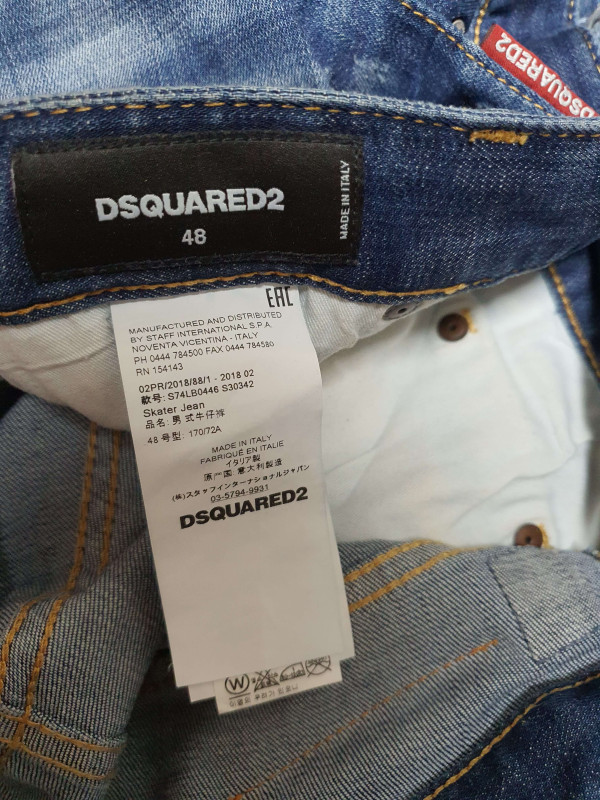 DSQUARED2
DSQUARED2
48
MADE IN ITALY
EAC
MANUFACTURED AND DISTRIBUTED
BY STAFF INTERNATIONAL S.P.A.
NOVENTA VICENTINA - ITALY
PH 0444 784500 FAX 0444 784580
RN 154143
02PR/2018/88/1 - 2018 02
款号: S74LB0446 S30342
Skater Jean
品名: 男式牛仔裤
48 号型: 170/72A
MADE IN ITALY
FABRIQUÉ EN ITALIE
イタリア製
原产国: 意大利製造
(株)スタッフインターナショナルジャパン
03-5794-9931
DSQUARED2
W